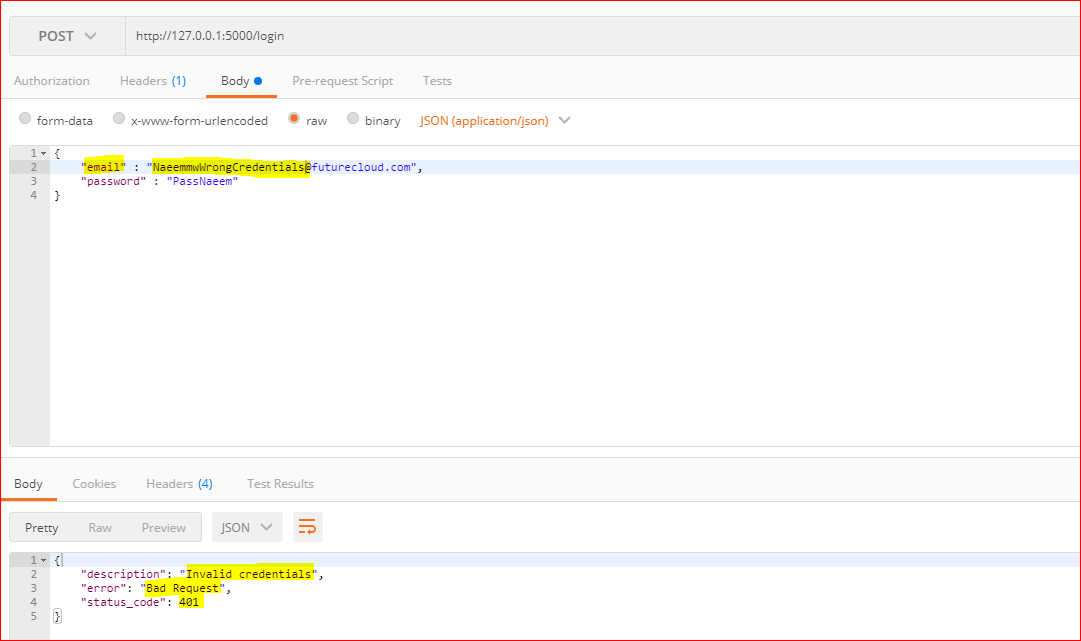 POST http://127.0.0.1:5000/login
Authorization Headers (1) Body Pre-request Script Tests
form-data x-www-form-urlencoded raw binary JSON (application/json)
1 {
2 "email" : "NaeemmwWrongCredentials@futurecloud.com",
3 "password" : "PassNaeem"
4 }
Body Cookies Headers (4) Test Results
Pretty Raw Preview JSON
1 {
2 "description": "Invalid credentials",
3 "error": "Bad Request",
4 "status_code": 401
5 }